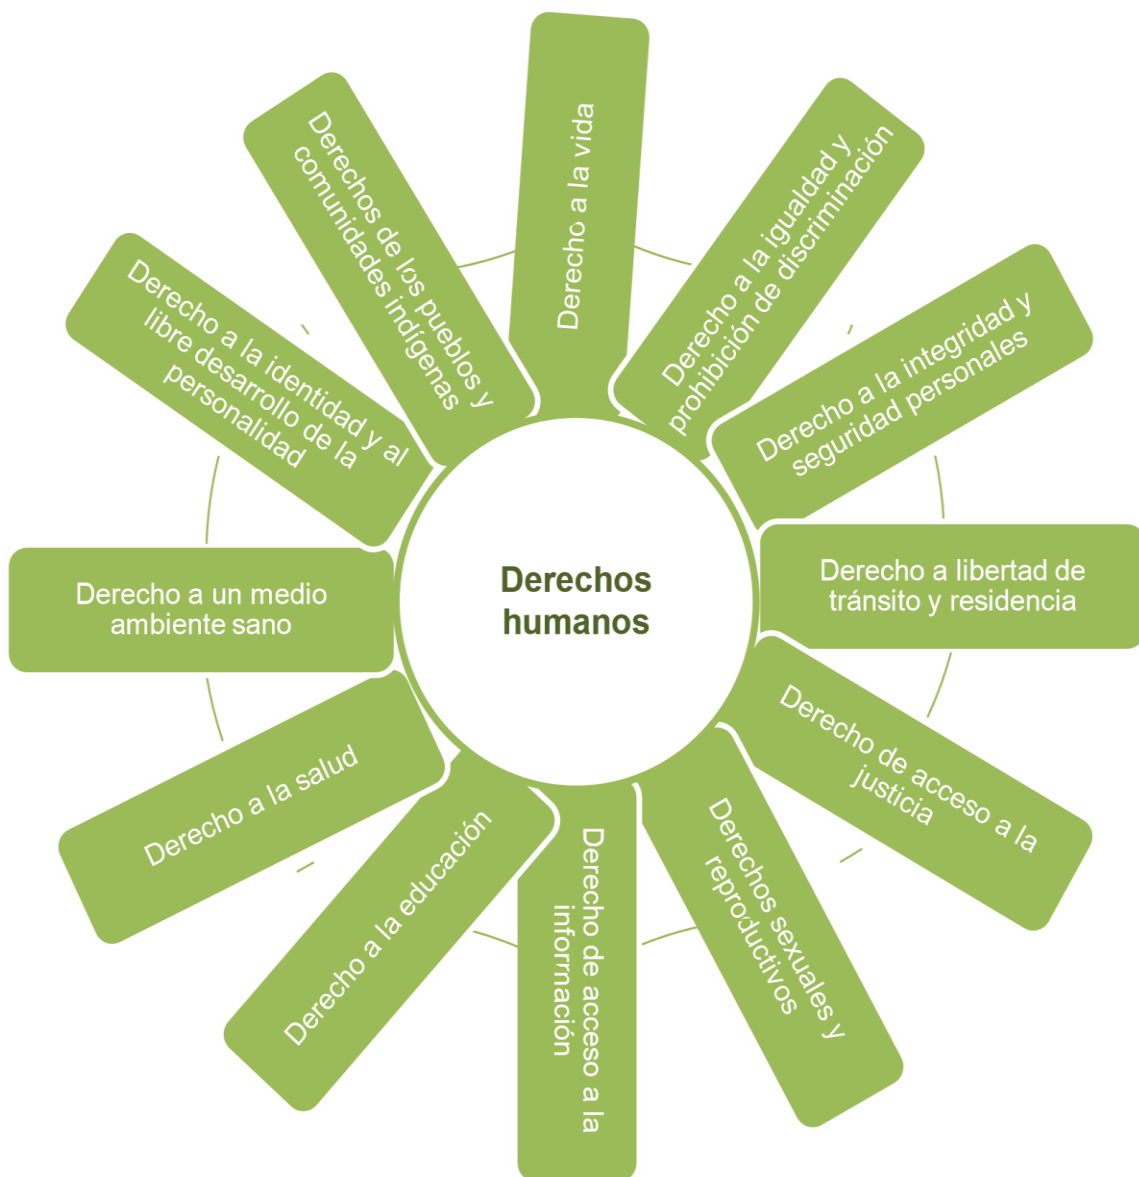 Derecho a la vida
Derecho a la igualdad y
prohibición de discriminación
Derecho a la integridad y
seguridad personales
Derecho a libertad de
tránsito y residencia
Derecho de acceso a la
justicia
Derechos sexuales y
reproductivos
Derecho de acceso a la
información
Derecho a la educación
Derecho a la salud
Derecho a un medio
ambiente sano
Derecho a la identidad y al
libre desarrollo de la
personalidad
Derechos de los pueblos y
comunidades indígenas
Derechos
humanos